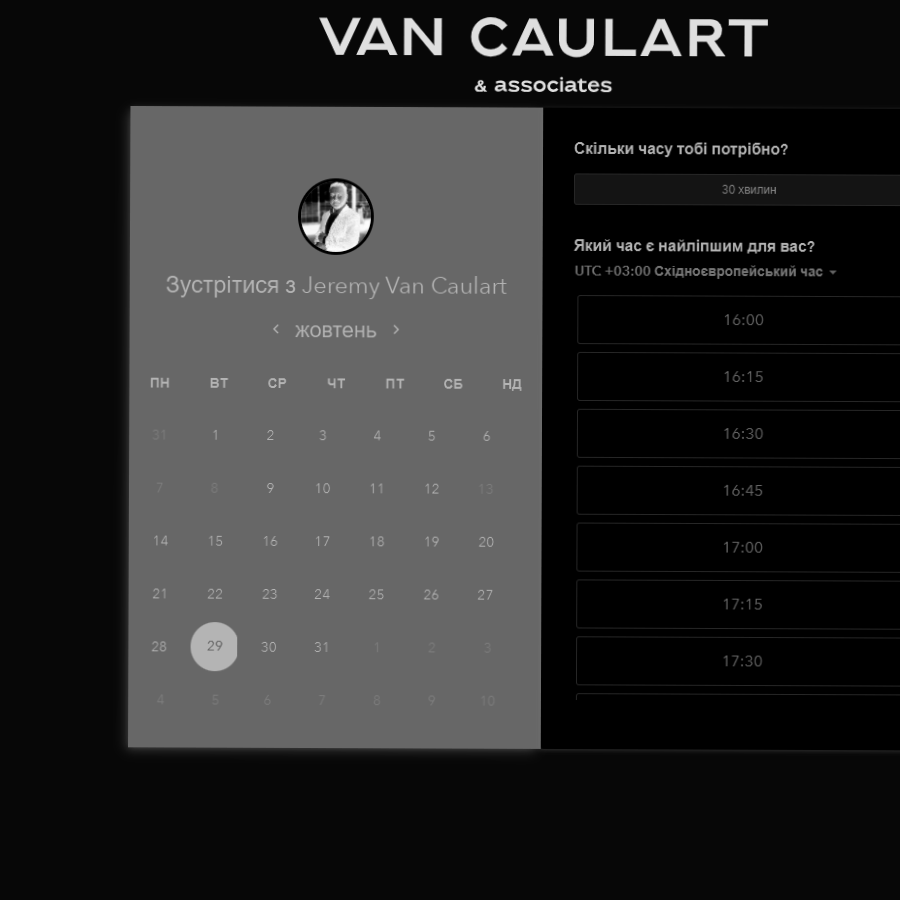 VAN CAULART
& associates
Зустрітися з Jeremy Van Caulart
жовтень
ПН ВТ СР ЧТ ПТ СБ НД
31 1 2 3 4 5 6
7 8 9 10 11 12 13
14 15 16 17 18 19 20
21 22 23 24 25 26 27
28 29 30 31 1 2 3
4 5 6 7 8 9 10
Скільки часу тобі потрібно?
30 хвилин
Який час є найліпшим для вас?
UTC +03:00 Східноєвропейський час
16:00
16:15
16:30
16:45
17:00
17:15
17:30